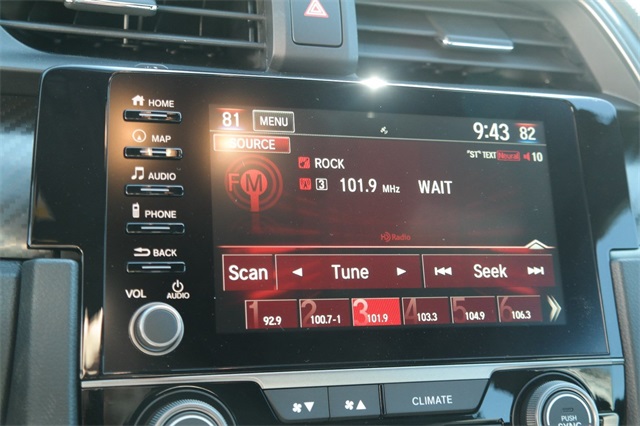 HOME
MAP
AUDIO
PHONE
BACK
VOL AUDIO
81 MENU 9:43 82
SOURCE
"ST" TEXT Neural 10
FM
ROCK
3 101.9 MHz WAIT
HD Radio
Scan Tune Seek
1 92.9 2 100.7-1 3 101.9 4 103.3 5 104.9 6 106.3
CLIMATE
PUSH
SYNC